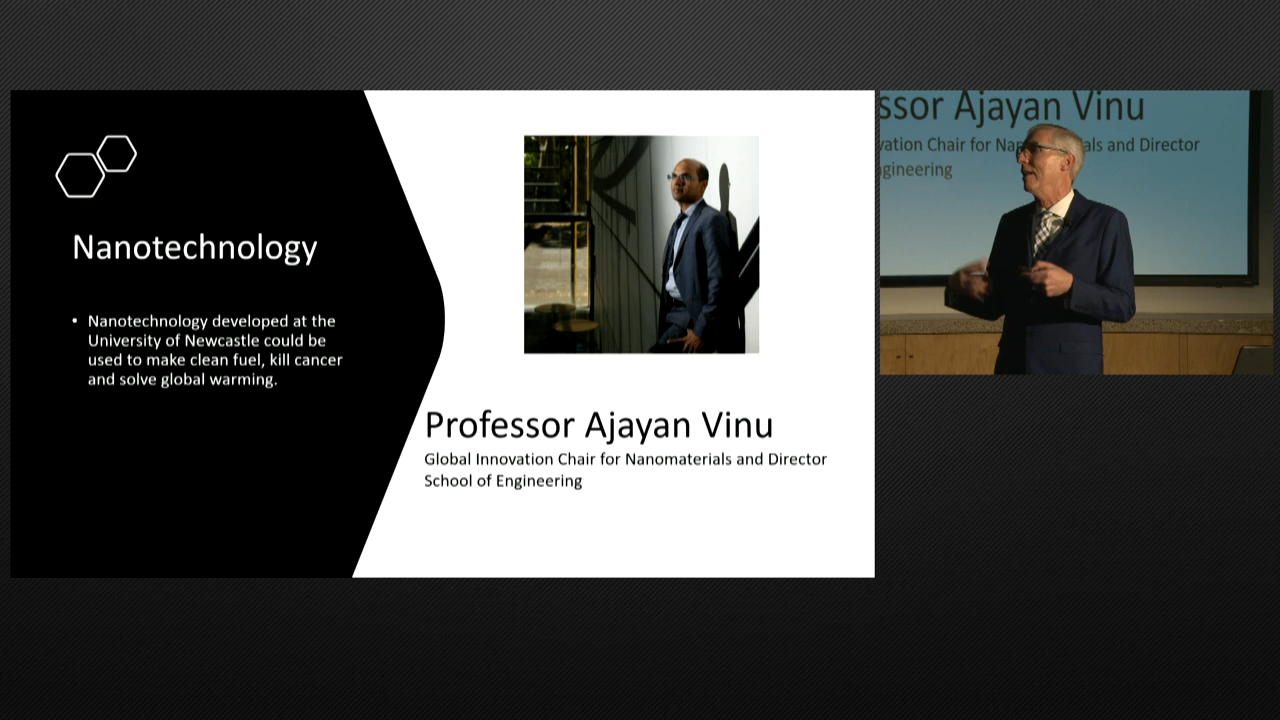 Nanotechnology
• Nanotechnology developed at the
University of Newcastle could be
used to make clean fuel, kill cancer
and solve global warming.
Professor Ajayan Vinu
Global Innovation Chair for Nanomaterials and Director
School of Engineering
ssor Ajayan Vinu
vation Chair for Na als and Director
gineering